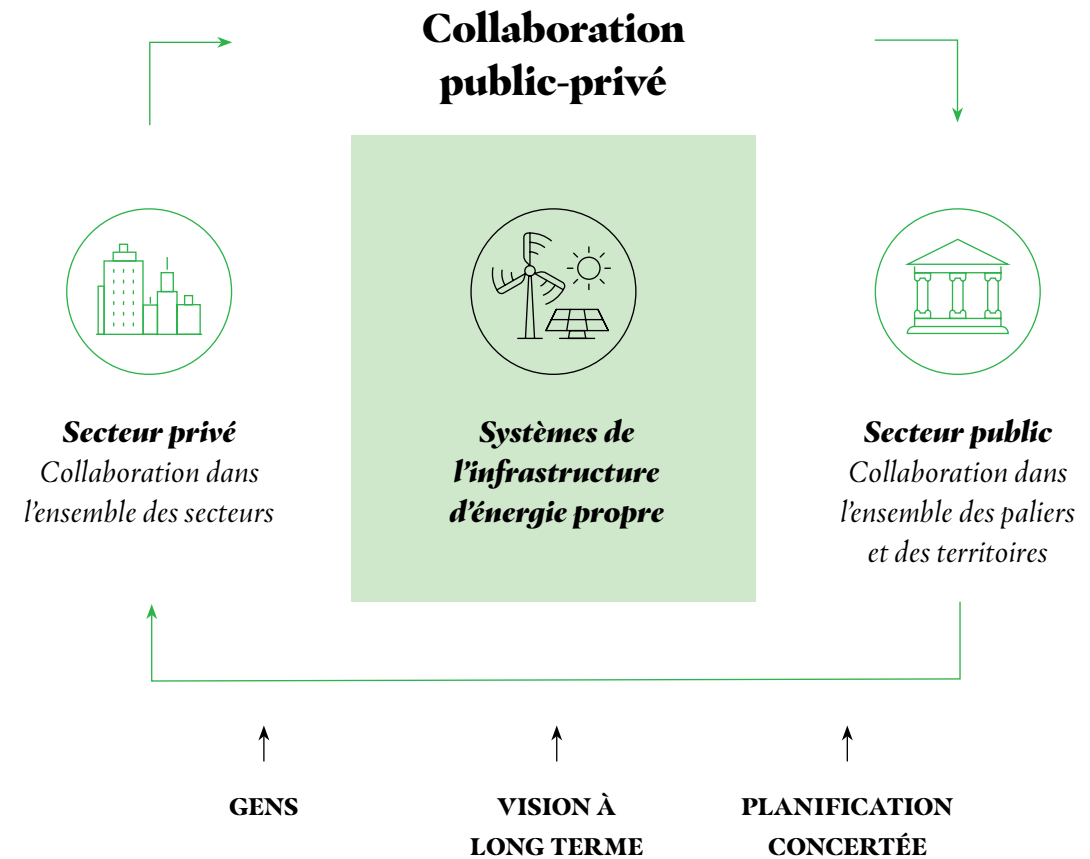 Collaboration
public-privé
Secteur privé
Collaboration dans
l'ensemble des secteurs
Systèmes de
l'infrastructure
d'énergie propre
Secteur public
Collaboration dans
l'ensemble des paliers
et des territoires
GENS
VISION À
LONG TERME
PLANIFICATION
CONCERTÉE